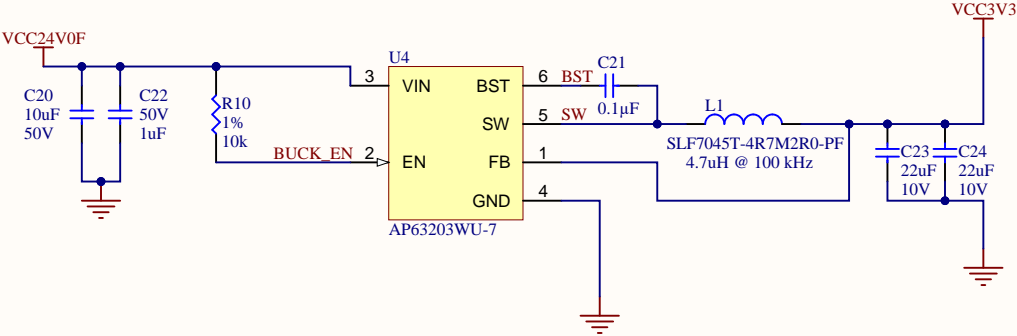 VCC3V3
VCC24V0F
U4
C21
3
VIN
BST
6
BST
C20
10uF
50V
C22
50V
1uF
R10
1%
10k
0.1µF
L1
SW
5
SW
SLF7045T-4R7M2R0-PF
4.7uH @ 100 kHz
C23
22uF
10V
C24
22uF
10V
BUCK_EN
2
EN
FB
1
GND
4
AP63203WU-7